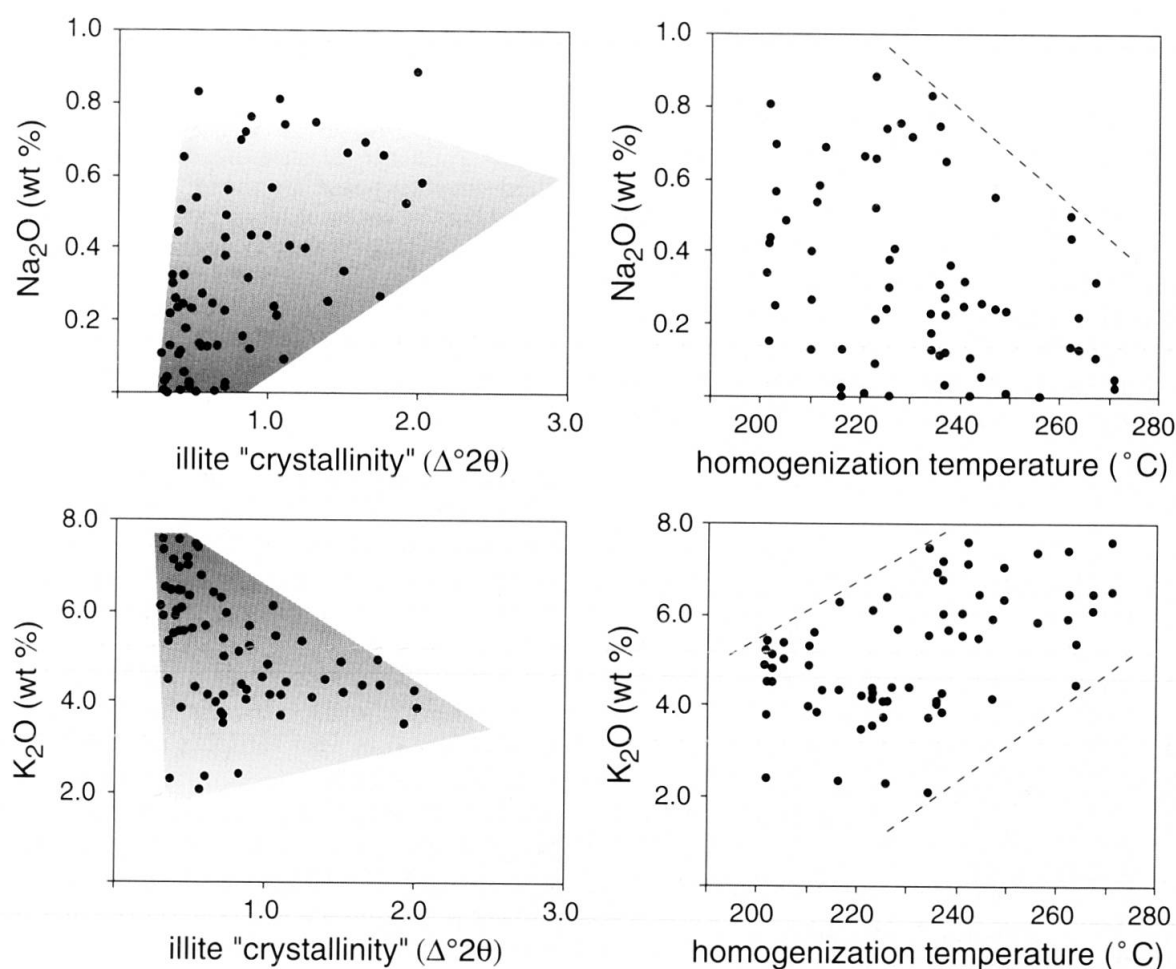 1.0
0.8
0.6
0.4
0.2
Na₂O (wt %)
1.0 2.0 3.0
illite "crystallinity" (Δ°2θ)
1.0
0.8
0.6
0.4
0.2
Na₂O (wt %)
200 220 240 260 280
homogenization temperature (°C)
8.0
6.0
4.0
2.0
K₂O (wt %)
1.0 2.0 3.0
illite "crystallinity" (Δ°2θ)
8.0
6.0
4.0
2.0
K₂O (wt %)
200 220 240 260 280
homogenization temperature (°C)